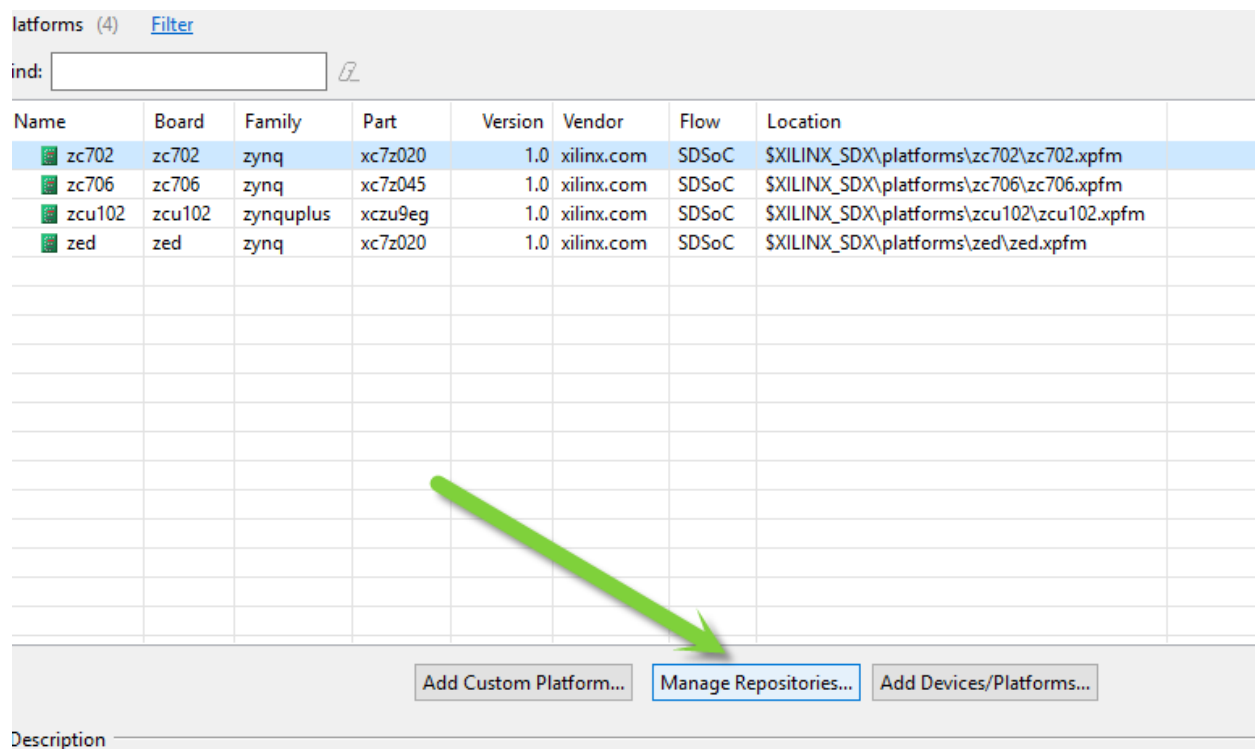 latforms (4) Filter
ind:
Name Board Family Part Version Vendor Flow Location
zc702 zc702 zynq xc7z020 1.0 xilinx.com SDSoC $XILINX_SDX\platforms\zc702\zc702.xpfm
zc706 zc706 zynq xc7z045 1.0 xilinx.com SDSoC $XILINX_SDX\platforms\zc706\zc706.xpfm
zcu102 zcu102 zynquplus xczu9eg 1.0 xilinx.com SDSoC $XILINX_SDX\platforms\zcu102\zcu102.xpfm
zed zed zynq xc7z020 1.0 xilinx.com SDSoC $XILINX_SDX\platforms\zed\zed.xpfm
Add Custom Platform... Manage Repositories... Add Devices/Platforms...
Description